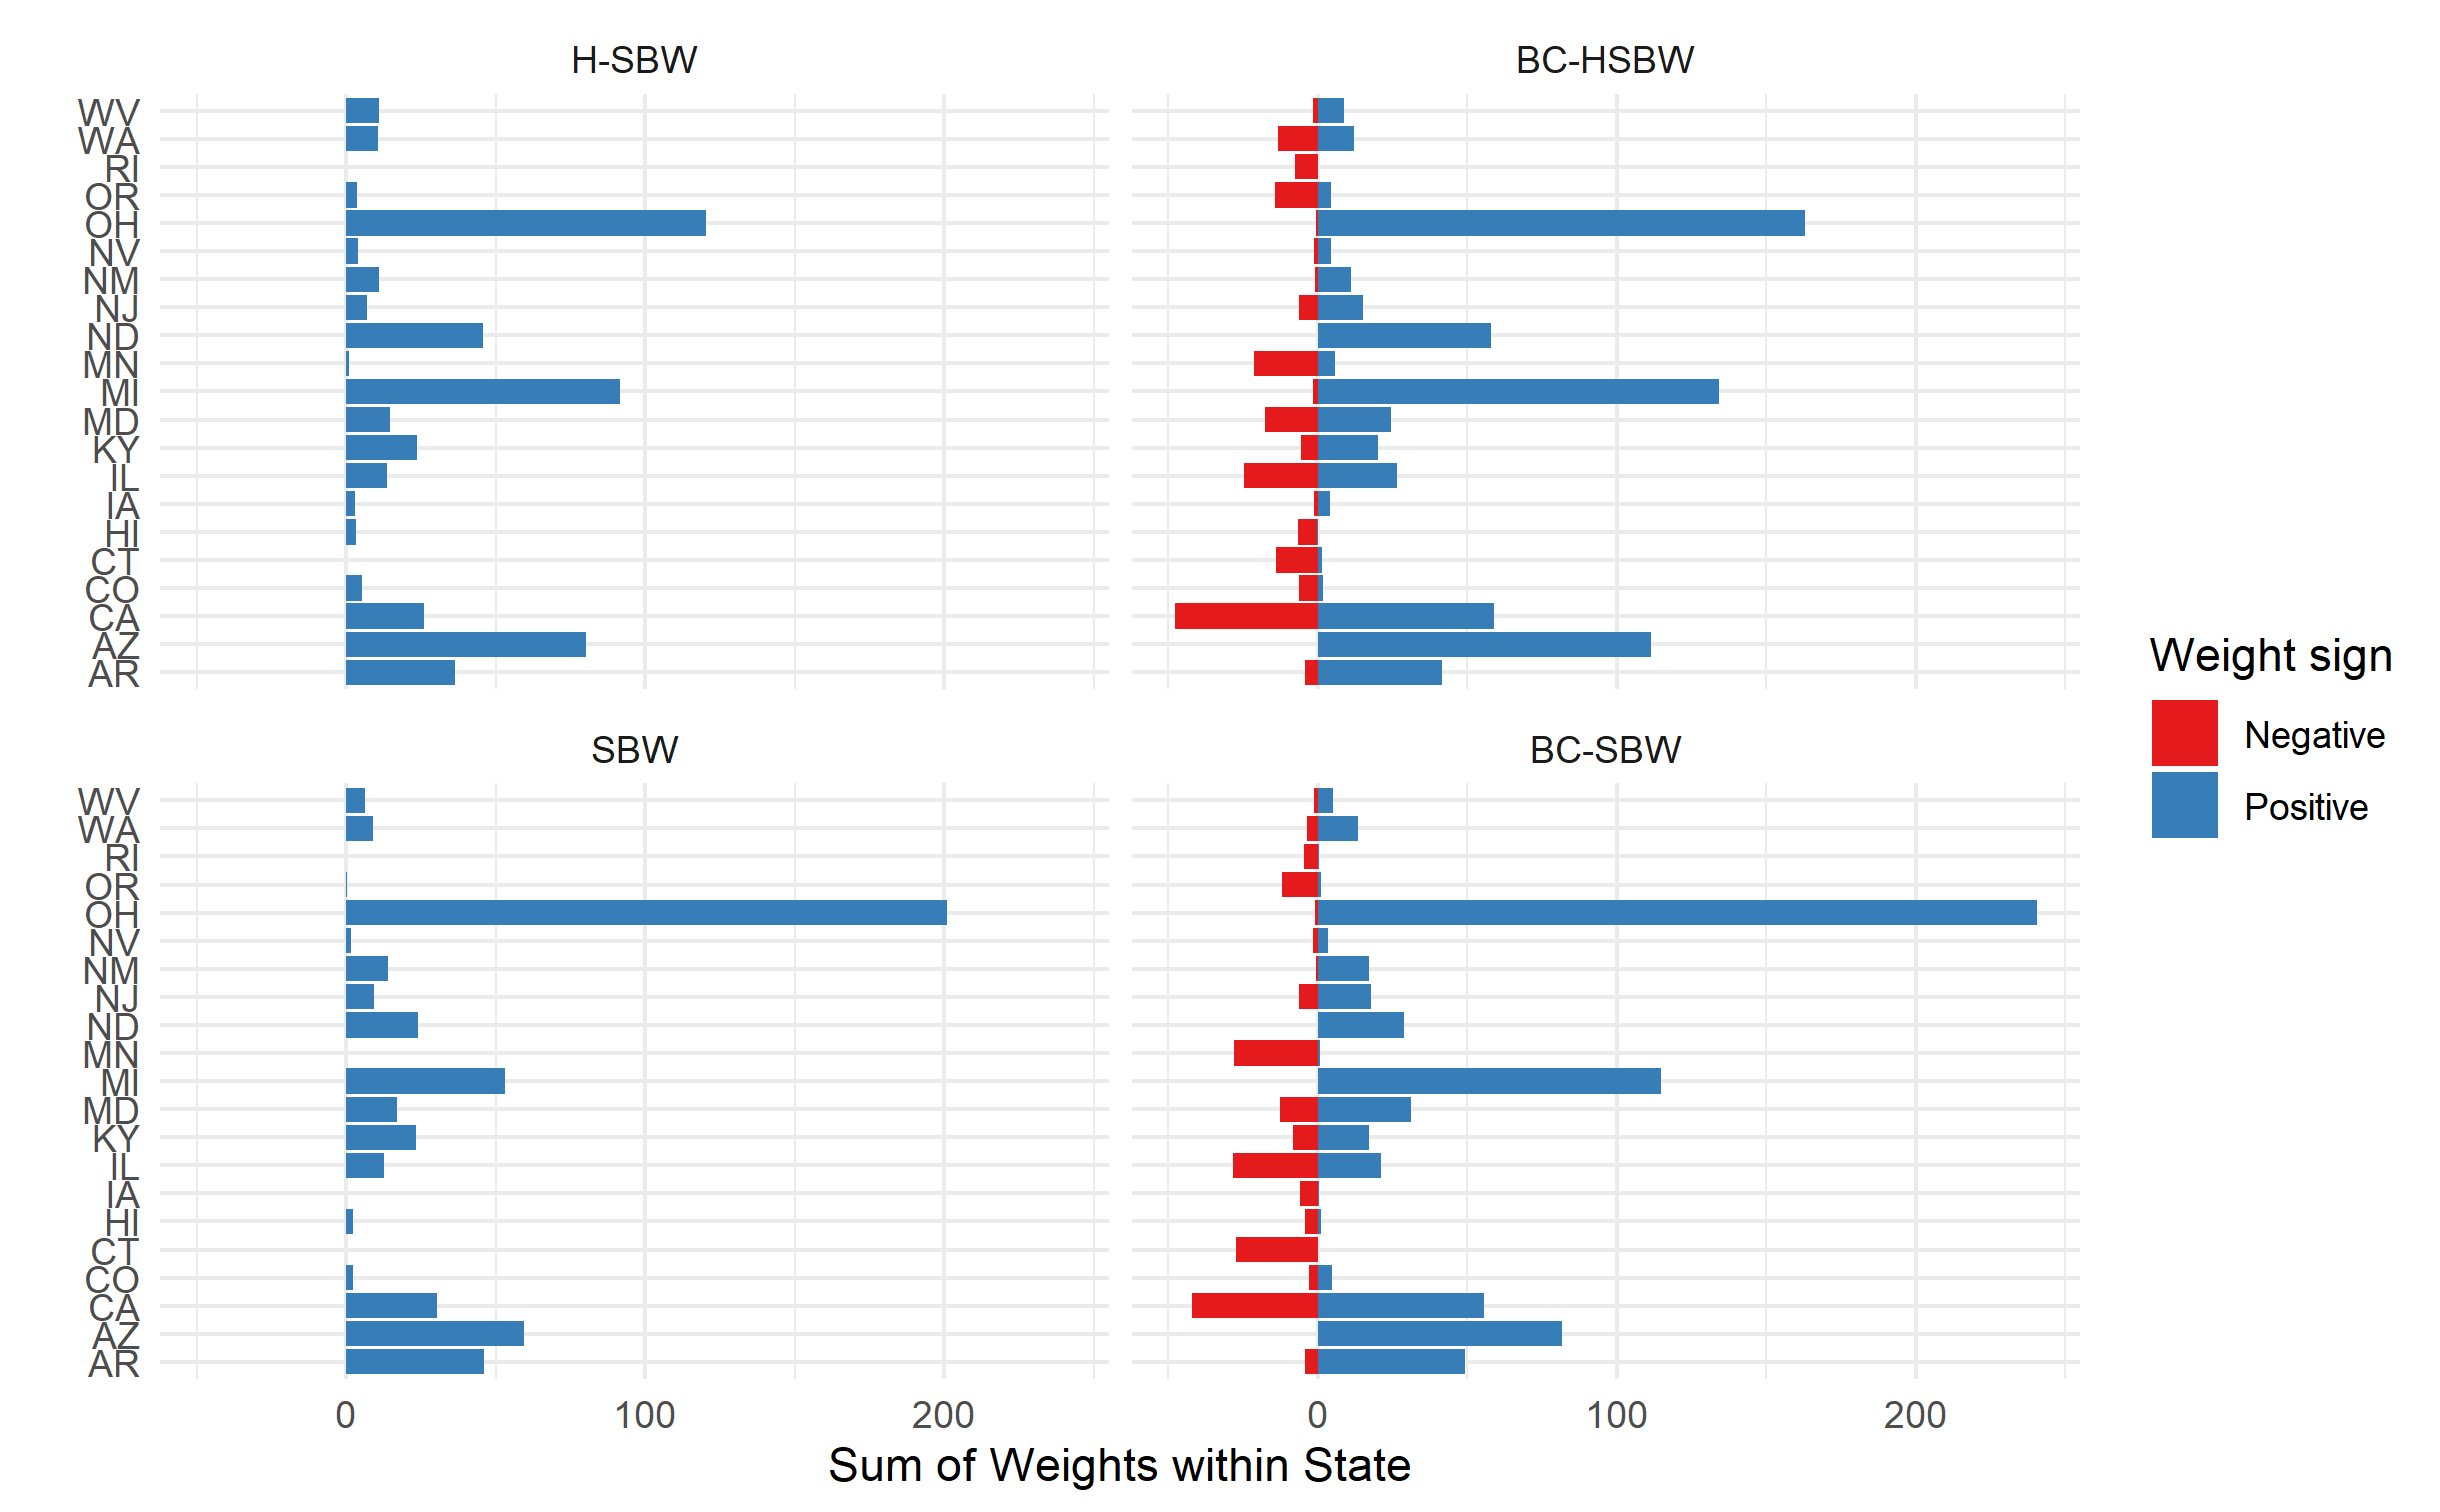 H-SBW
BC-HSBW
WV
WA
RI
OR
OH
NV
NM
NJ
ND
MN
MI
MD
KY
IL
IA
HI
CT
CO
CA
AZ
AR
SBW
BC-SBW
WV
WA
RI
OR
OH
NV
NM
NJ
ND
MN
MI
MD
KY
IL
IA
HI
CT
CO
CA
AZ
AR
0 100 200
0 100 200
Sum of Weights within State
Weight sign
Negative
Positive